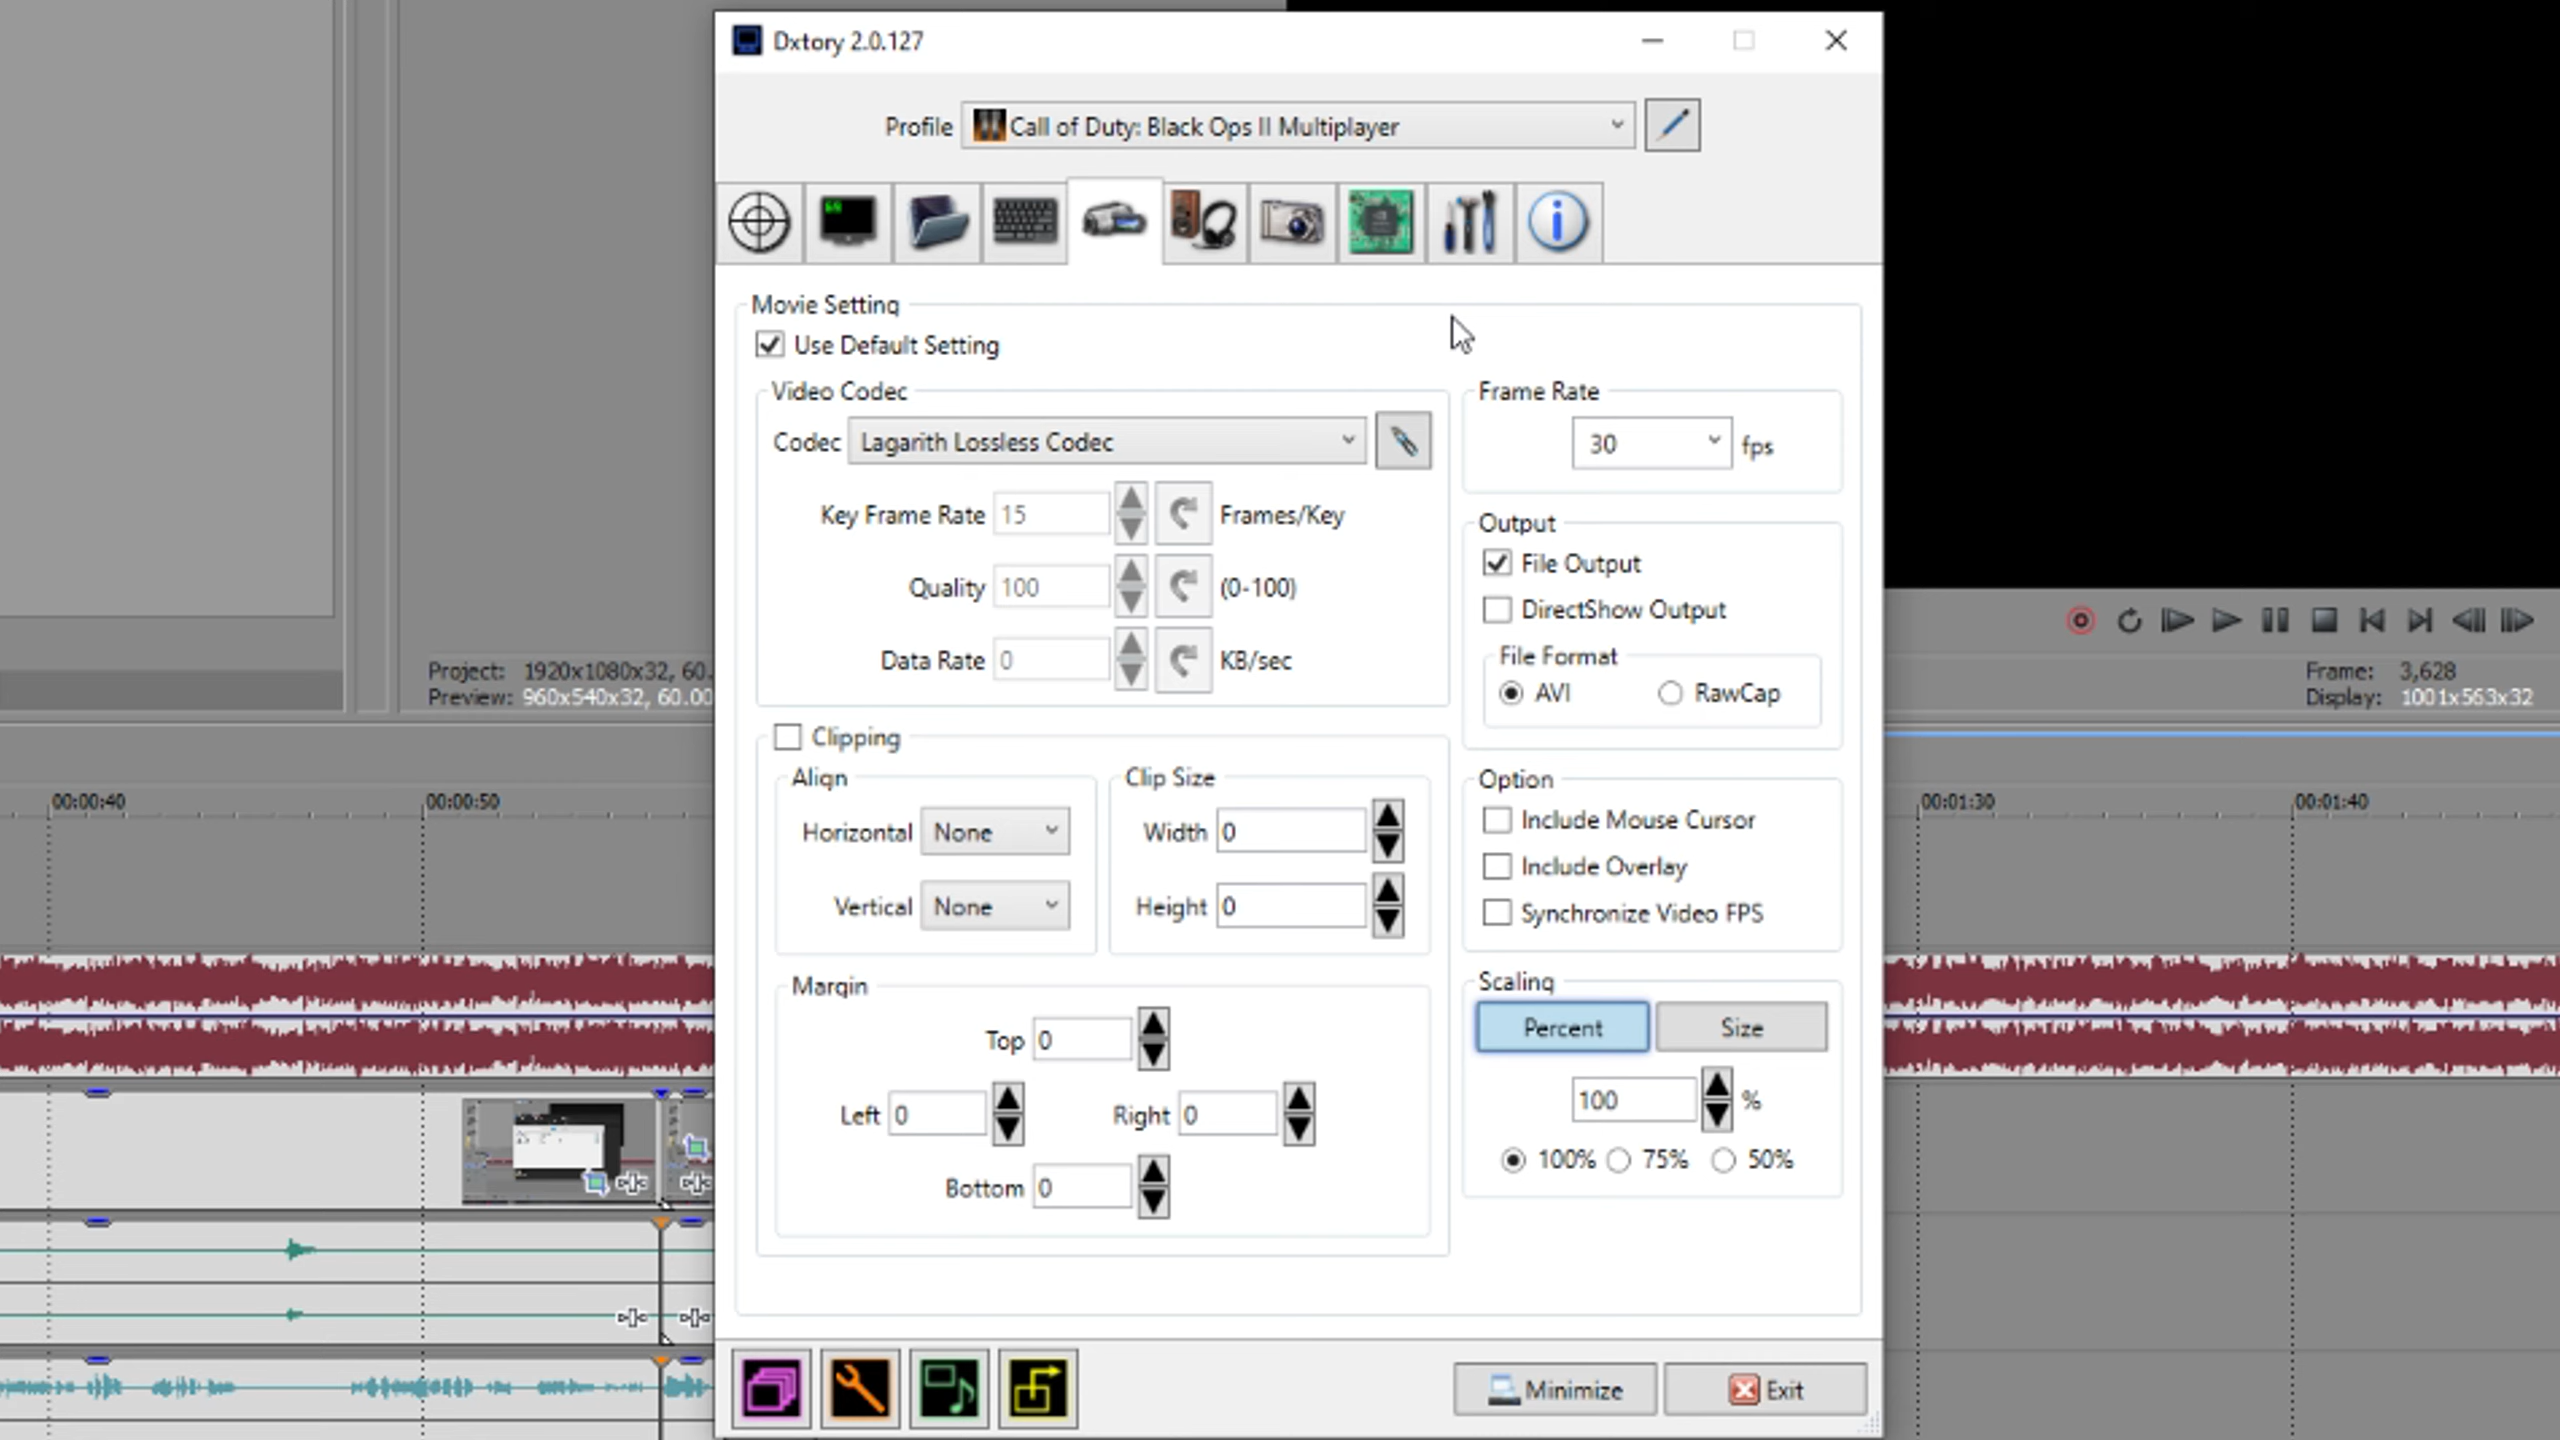 Dxtory 2.0.127
Profile Call of Duty: Black Ops II Multiplayer
Movie Setting
Use Default Setting
Video Codec
Codec Lagarith Lossless Codec
Key Frame Rate 15 Frames/Key
Quality 100 (0-100)
Data Rate 0 KB/sec
Frame Rate
30 fps
Output
File Output
DirectShow Output
File Format
AVI RawCap
Clipping
Align
Horizontal None
Vertical None
Clip Size
Width 0
Height 0
Margin
Top 0
Left 0 Right 0
Bottom 0
Option
Include Mouse Cursor
Include Overlay
Synchronize Video FPS
Scaling
Percent Size
100 %
100% 75% 50%
Minimize Exit
Project: 1920x1080x32, 60.
Preview: 960x540x32, 60.00
Frame: 3,628
Display: 1001x563x32
00:00:40 00:00:50 00:01:30 00:01:40